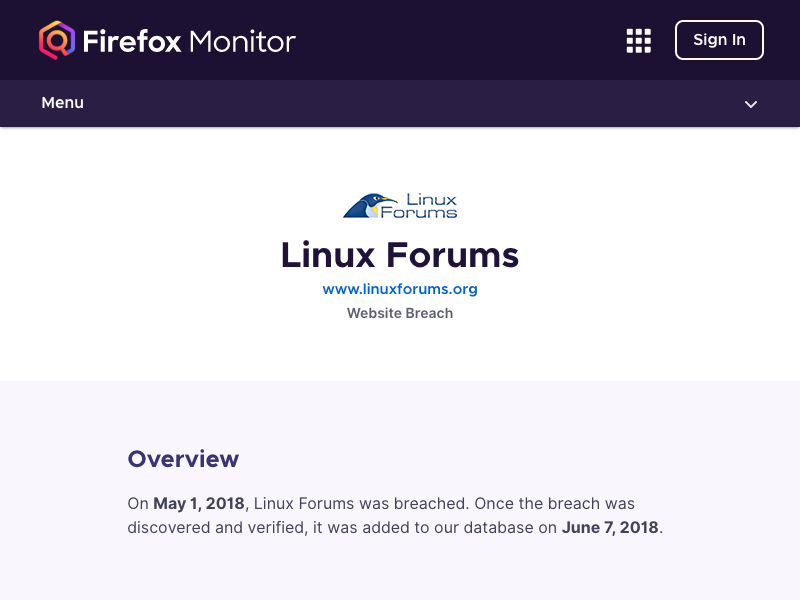 Firefox Monitor
Sign In
Menu
Linux
Forums
Linux Forums
www.linuxforums.org
Website Breach
Overview
On May 1, 2018, Linux Forums was breached. Once the breach was
discovered and verified, it was added to our database on June 7, 2018.